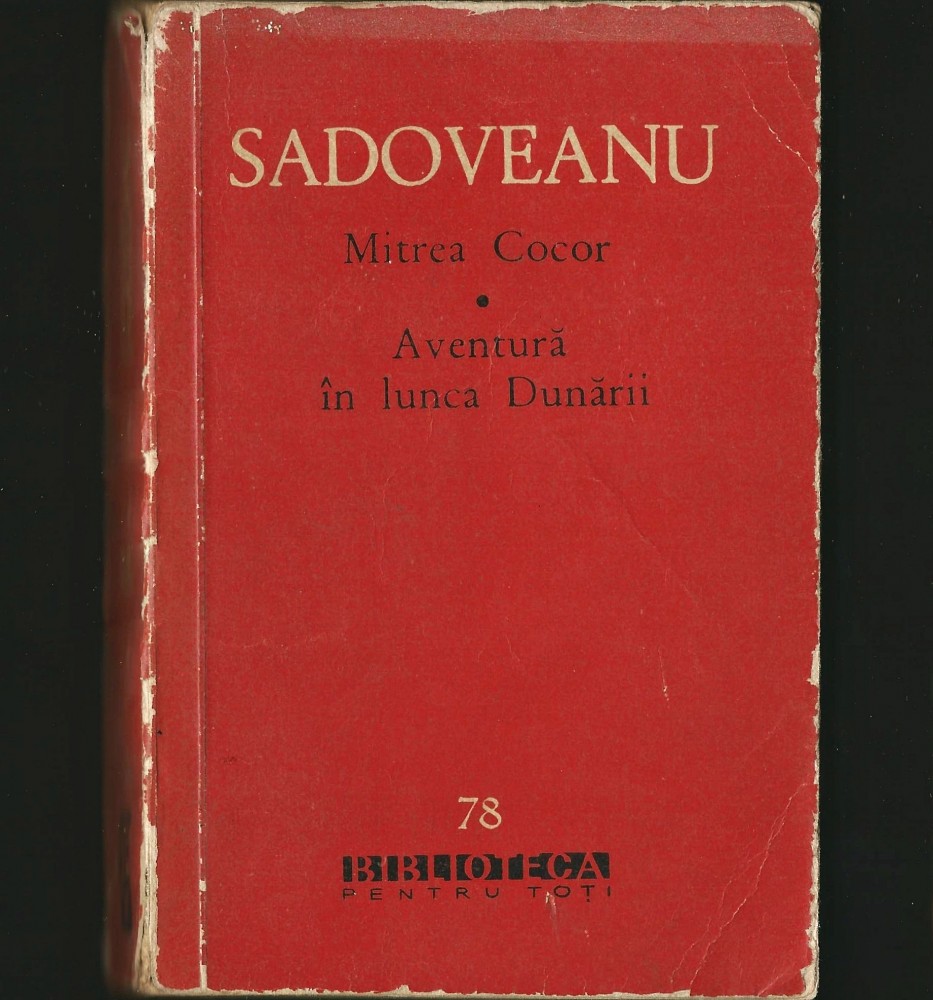 SADOVEANU
Mitrea Cocor
•
Aventură
în lunca Dunării
78
BIBLIOTECA
PENTRU TOȚI